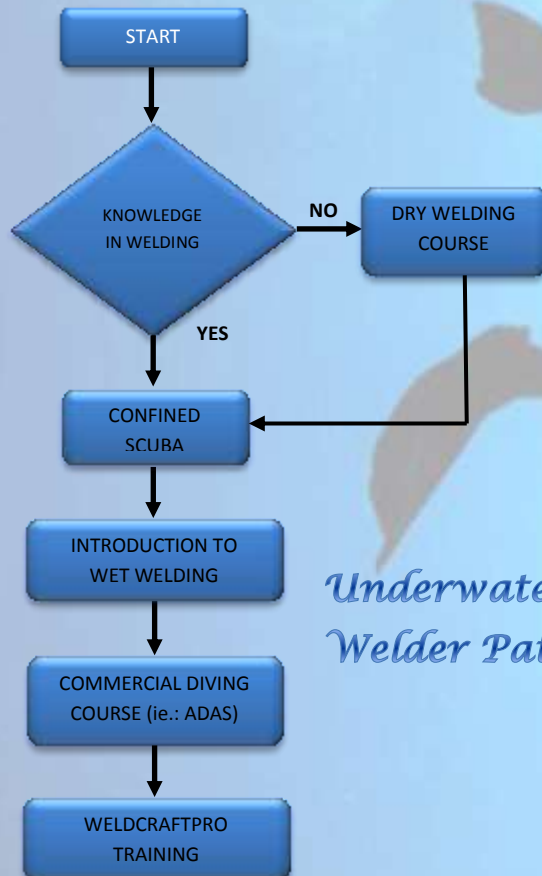 START
KNOWLEDGE
IN WELDING
NO
DRY WELDING
COURSE
YES
CONFINED
SCUBA
INTRODUCTION TO
WET WELDING
Underwate
Welder Pat
COMMERCIAL DIVING
COURSE (ie.: ADAS)
WELDCRAFTPRO
TRAINING